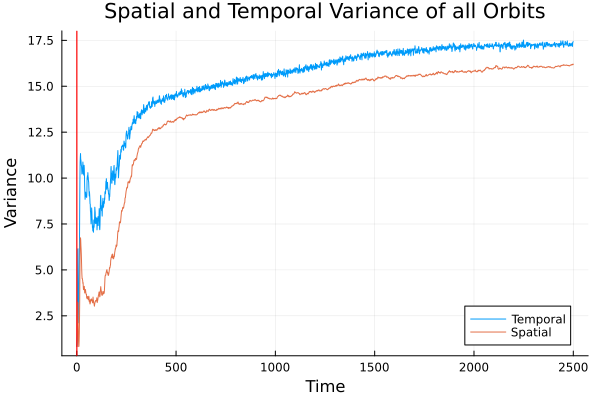 Spatial and Temporal Variance of all Orbits
17.5
15.0
12.5
10.0
7.5
5.0
2.5
Variance
Temporal
Spatial
0 500 1000 1500 2000 2500
Time